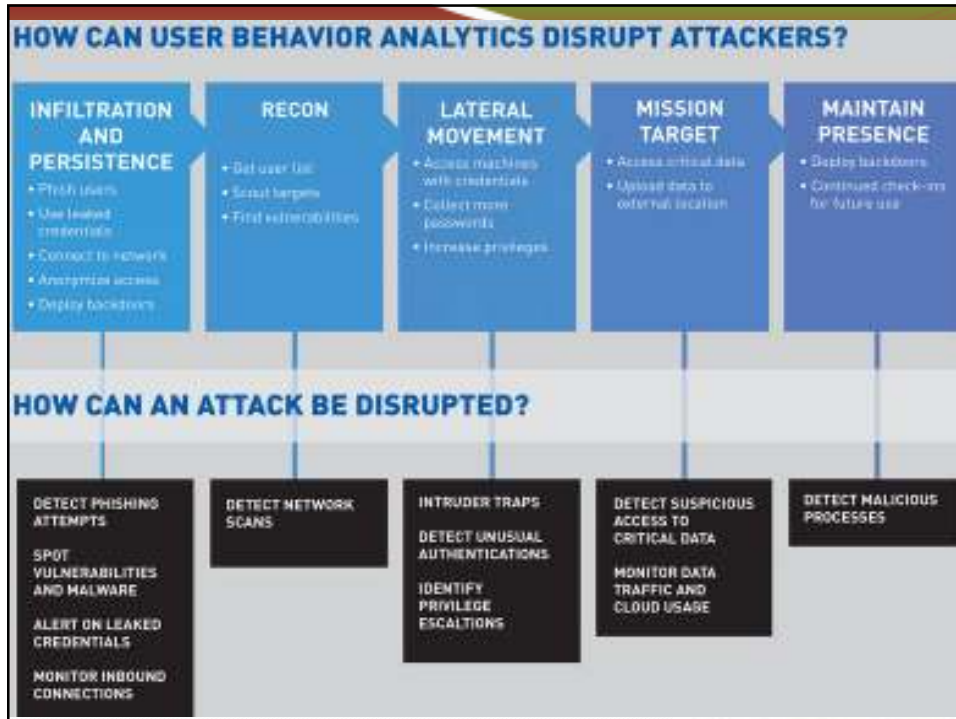 HOW CAN USER BEHAVIOR ANALYTICS DISRUPT ATTACKERS?
INFILTRATION
AND
PERSISTENCE
• Phish users
• Use leaked
credentials
• Connect to network
• Anonymize access
• Deploy backdoors
RECON
• Get user list
• Scout targets
• Find vulnerabilities
LATERAL
MOVEMENT
• Access machines
with credentials
• Collect more
passwords
• Increase privileges
MISSION
TARGET
• Access critical data
• Upload data to
external location
MAINTAIN
PRESENCE
• Deploy backdoors
• Continued check-ins
for future use
HOW CAN AN ATTACK BE DISRUPTED?
DETECT PHISHING
ATTEMPTS
SPOT
VULNERABILITIES
AND MALWARE
ALERT ON LEAKED
CREDENTIALS
MONITOR INBOUND
CONNECTIONS
DETECT NETWORK
SCANS
INTRUDER TRAPS
DETECT UNUSUAL
AUTHENTICATIONS
IDENTIFY
PRIVILEGE
ESCALTIONS
DETECT SUSPICIOUS
ACCESS TO
CRITICAL DATA
MONITOR DATA
TRAFFIC AND
CLOUD USAGE
DETECT MALICIOUS
PROCESSES